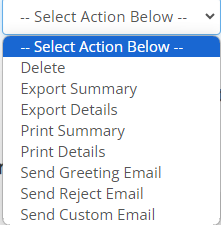 -- Select Action Below --
-- Select Action Below --
Delete
Export Summary
Export Details
Print Summary
Print Details
Send Greeting Email
Send Reject Email
Send Custom Email